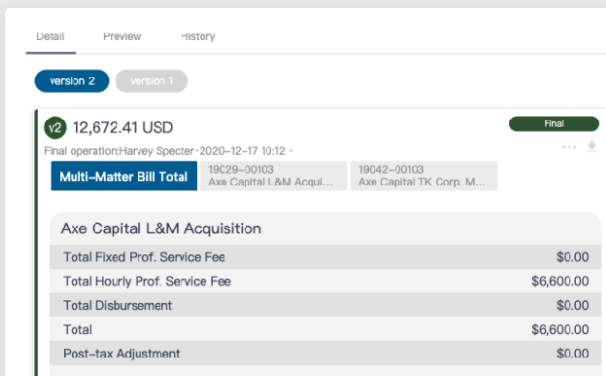 Detail Preview History
version 2 version 1
v2 12,672.41 USD Final
Final operation:Harvey Specter·2020-12-17 10:12 ·
Multi-Matter Bill Total 19029-00103 19042-00103
Axe Capital L&M Acqui... Axe Capital TK Corp. M...
Axe Capital L&M Acquisition
Total Fixed Prof. Service Fee $0.00
Total Hourly Prof. Service Fee $6,600.00
Total Disbursement $0.00
Total $6,600.00
Post-tax Adjustment $0.00